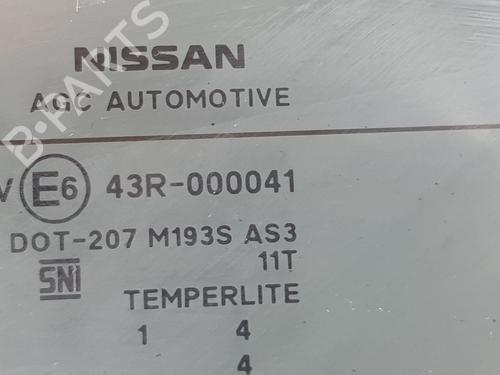 NISSAN
AGC AUTOMOTIVE
V E6 43R-000041
DOT-207 M193S AS3
11T
SNI
TEMPERLITE
1 4
4
B-PARTS